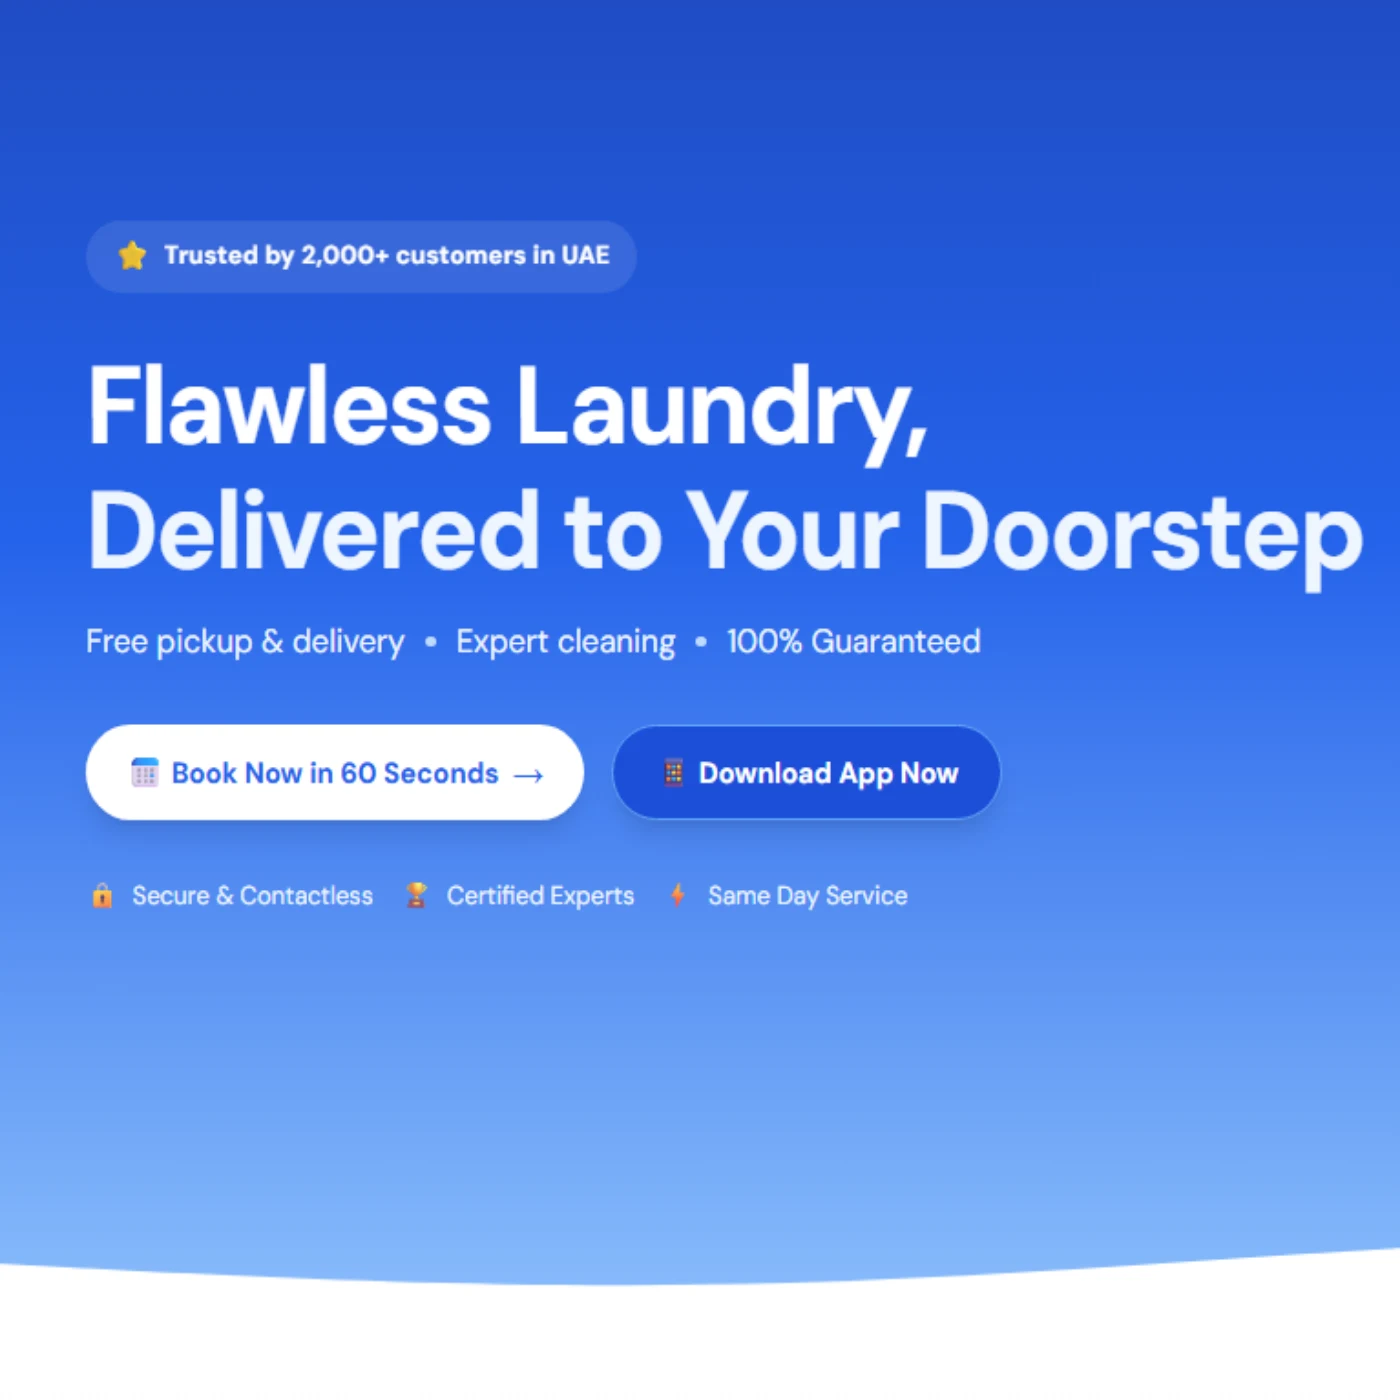 Trusted by 2,000+ customers in UAE
Flawless Laundry,
Delivered to Your Doorstep
Free pickup & delivery • Expert cleaning • 100% Guaranteed
Book Now in 60 Seconds →
Download App Now
Secure & Contactless
Certified Experts
Same Day Service